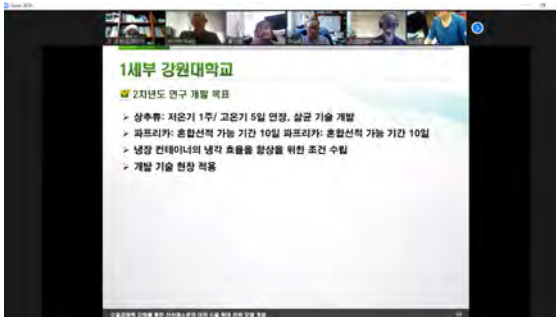 1세부 강원대학교
2차년도 연구 개발 목표
➢ 상추류: 저온기 1주/ 고온기 5일 연장, 살균 기술 개발
➢ 파프리카: 혼합선적 가능 기간 10일 파프리카: 혼합선적 가능 기간 10일
➢ 냉장 컨테이너의 냉각 효율을 향상을 위한 조건 수립
➢ 개발 기술 현장 적용